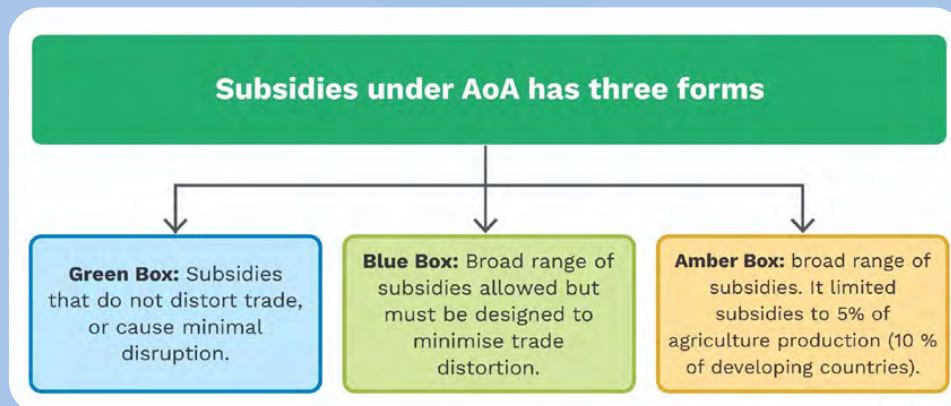 Subsidies under AoA has three forms
Green Box: Subsidies
that do not distort trade,
or cause minimal
disruption.
Blue Box: Broad range of
subsidies allowed but
must be designed to
minimise trade
distortion.
Amber Box: broad range of
subsidies. It limited
subsidies to 5% of
agriculture production (10 %
of developing countries).